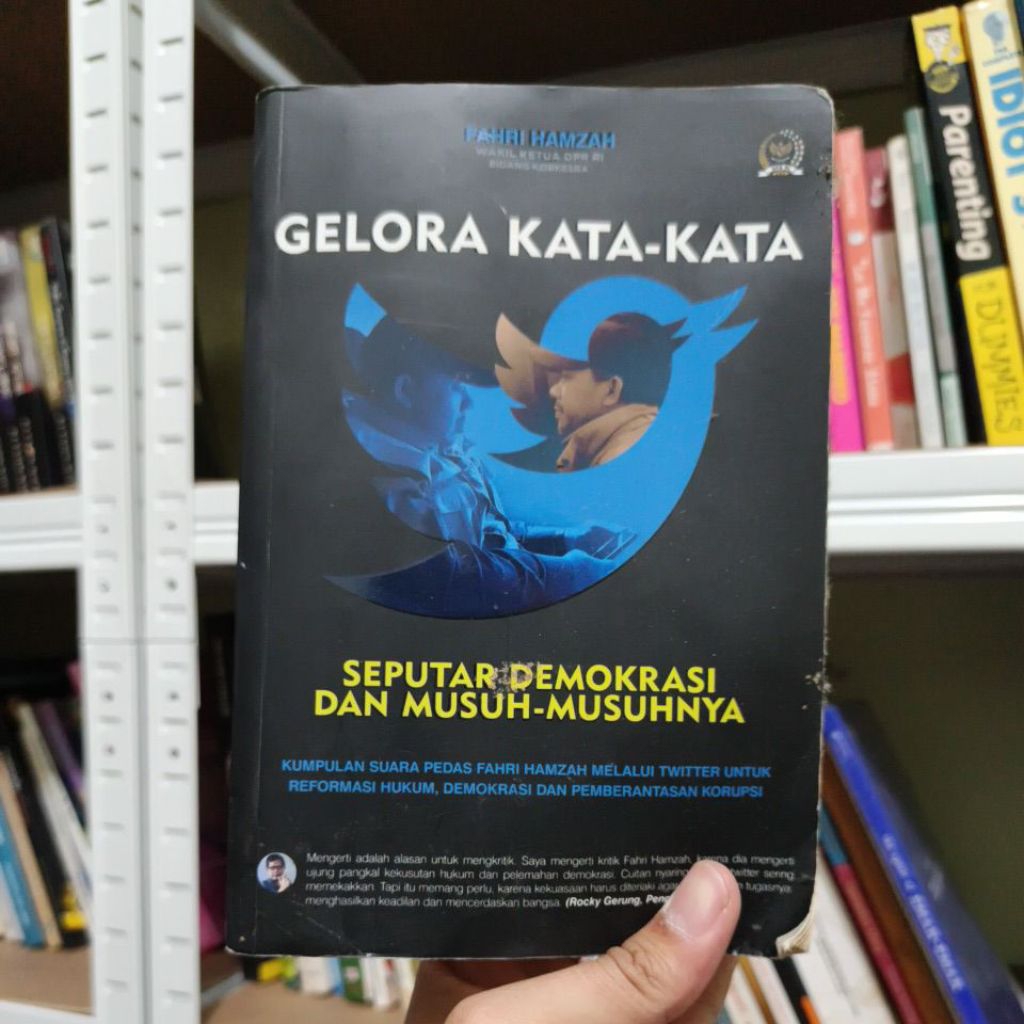 FAHRI HAMZAH
WAKIL KETUA DPR RI
BIDANG KORKESRA
GELORA KATA-KATA
SEPUTAR DEMOKRASI
DAN MUSUH-MUSUHNYA
KUMPULAN SUARA PEDAS FAHRI HAMZAH MELALUI TWITTER UNTUK
REFORMASI HUKUM, DEMOKRASI DAN PEMBERANTASAN KORUPSI
Mengerti adalah alasan untuk mengkritik. Saya mengerti kritik Fahri Hamzah, karena dia mengerti
ujung pangkal kekusutan hukum dan pelemahan demokrasi. Cuitan nyaring twitter sering
memekakkan. Tapi itu memang perlu, karena kekuasaan harus diteriaki tugasnya:
menghasilkan keadilan dan mencerdaskan bangsa. (Rocky Gerung,
Parenting
DUMMIES
IDIOT'S